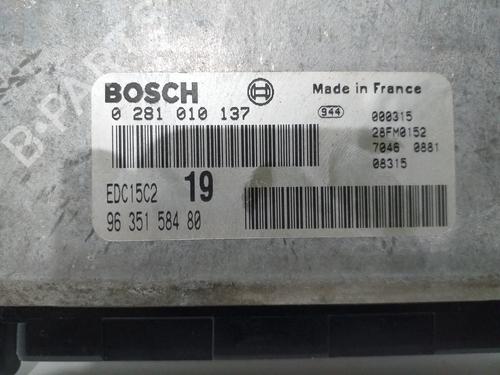 BOSCH
Made in France
0 281 010 137
944
000315
28FM0152
7046 0881
08315
EDC15C2
19
96 351 584 80
B-PARTS